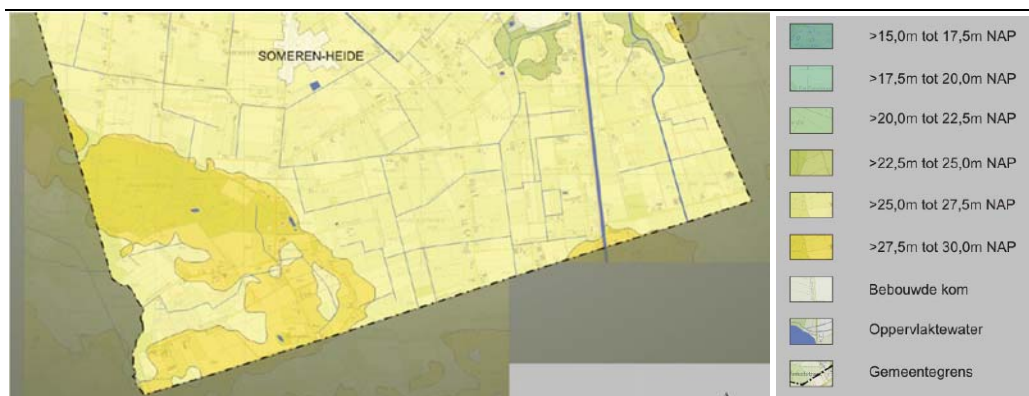 SOMEREN-HEIDE
>15,0m tot 17,5m NAP
>17,5m tot 20,0m NAP
>20,0m tot 22,5m NAP
>22,5m tot 25,0m NAP
>25,0m tot 27,5m NAP
>27,5m tot 30,0m NAP
Bebouwde kom
Oppervlaktewater
Gemeentegrens